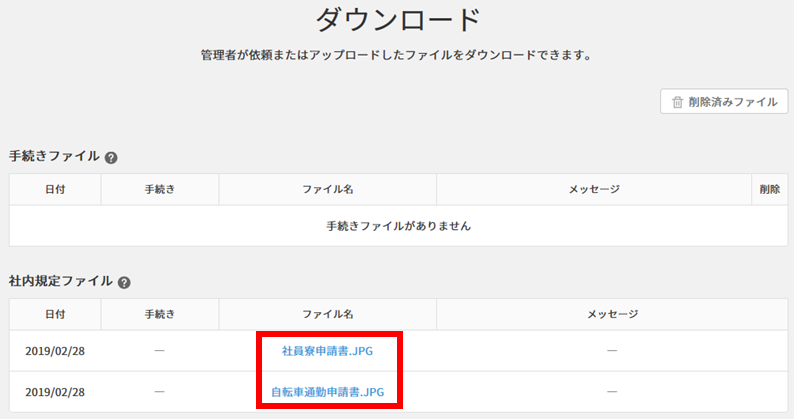 ダウンロード
管理者が依頼またはアップロードしたファイルをダウンロードできます。
削除済みファイル
手続きファイル ?
日付 手続き ファイル名 メッセージ 削除
手続きファイルがありません
社内規定ファイル ?
日付 手続き ファイル名 メッセージ
2019/02/28 — 社員寮申請書.JPG —
2019/02/28 — 自転車通勤申請書.JPG —